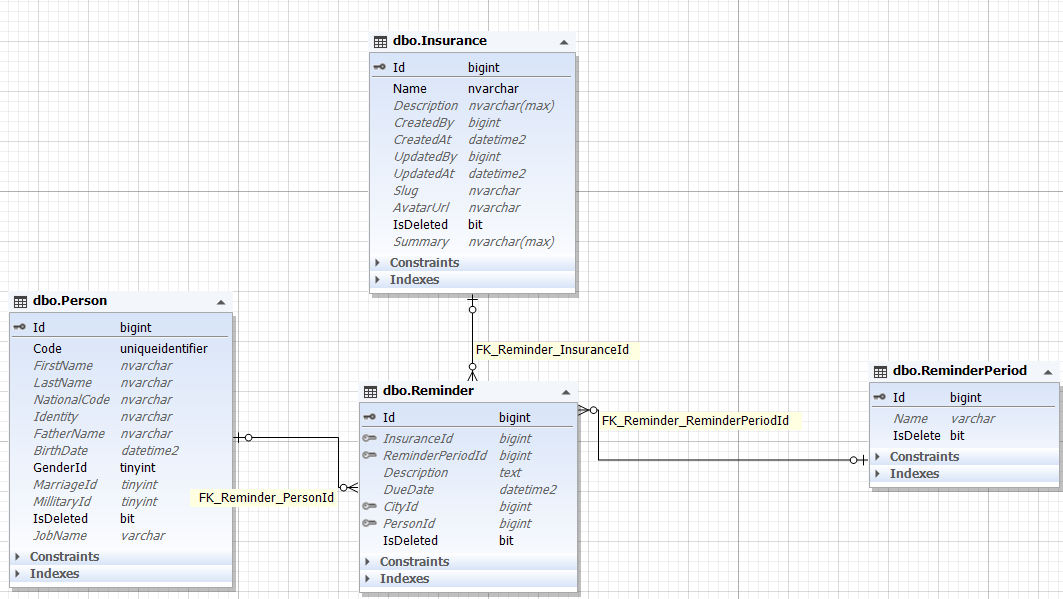 dbo.Insurance
Id bigint
Name nvarchar
Description nvarchar(max)
CreatedBy bigint
CreatedAt datetime2
UpdatedBy bigint
UpdatedAt datetime2
Slug nvarchar
AvatarUrl nvarchar
IsDeleted bit
Summary nvarchar(max)
Constraints
Indexes
dbo.Person
Id bigint
Code uniqueidentifier
FirstName nvarchar
LastName nvarchar
NationalCode nvarchar
Identity nvarchar
FatherName nvarchar
BirthDate datetime2
GenderId tinyint
MarriageId tinyint
MillitaryId tinyint
IsDeleted bit
JobName varchar
Constraints
Indexes
FK_Reminder_InsuranceId
FK_Reminder_PersonId
dbo.Reminder
Id bigint
InsuranceId bigint
ReminderPeriodId bigint
Description text
DueDate datetime2
CityId bigint
PersonId bigint
IsDeleted bit
Constraints
Indexes
FK_Reminder_ReminderPeriodId
dbo.ReminderPeriod
Id bigint
Name varchar
IsDelete bit
Constraints
Indexes